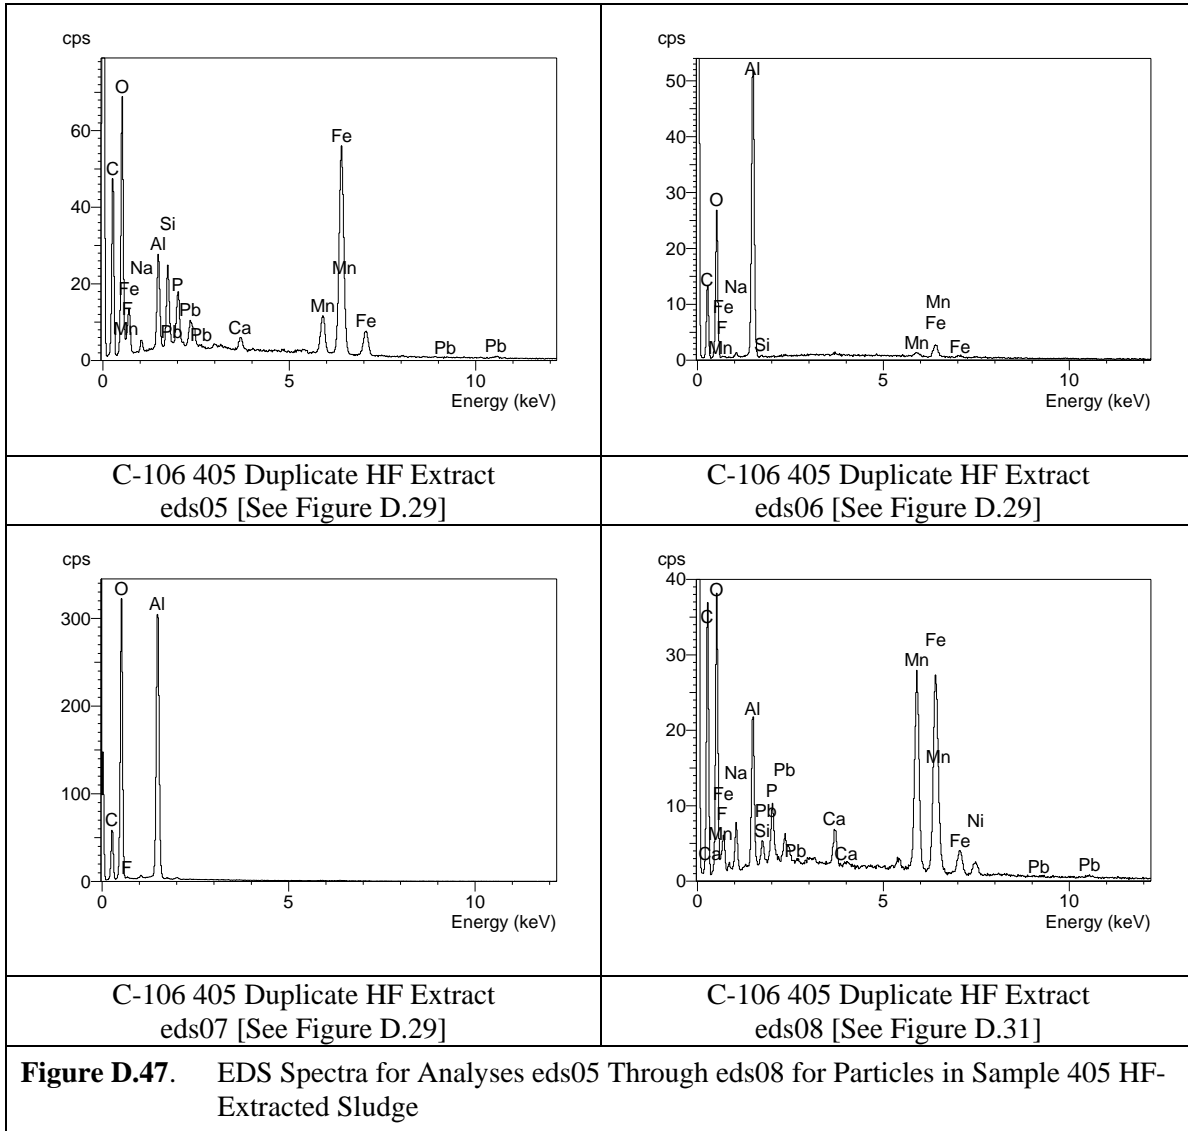 cps
O
C
60
Fe
40
Si
Al
Na
Mn
20
Fe
P
F
Pb
Mn
Mn
Pb
Pb
Ca
Fe
Pb
Pb
0
0
5
10
Energy (keV)
C-106 405 Duplicate HF Extract
eds05 [See Figure D.29]
cps
Al
50
40
30
O
20
C
Na
10
Fe
F
Mn
Si
Mn
Fe
Mn
Fe
0
0
5
10
Energy (keV)
C-106 405 Duplicate HF Extract
eds06 [See Figure D.29]
cps
O
Al
300
200
100
C
F
0
0
5
10
Energy (keV)
C-106 405 Duplicate HF Extract
eds07 [See Figure D.29]
cps
40
O
C
30
Fe
Mn
20
Al
Mn
Na
Pb
Fe
P
10
F
Pb
Ca
Ni
Mn
Si
Fe
Ca
Pb
Ca
Pb
Pb
0
0
5
10
Energy (keV)
C-106 405 Duplicate HF Extract
eds08 [See Figure D.31]
Figure D.47. EDS Spectra for Analyses eds05 Through eds08 for Particles in Sample 405 HF-
Extracted Sludge